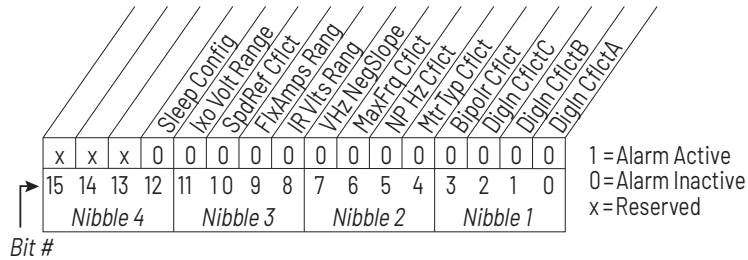 Sleep Config
Ixo Volt Range
SpdRef Cflct
FlxAmps Rang
IR Vlts Rang
VHz NegSlope
MaxFrq Cflct
NP Hz Cflct
MtrTyp Cflct
Bipolr Cflct
DigIn CflctC
DigIn CflctB
DigIn CflctA
x x x 0 0 0 0 0 0 0 0 0 0 0 0 0
15 14 13 12 11 10 9 8 7 6 5 4 3 2 1 0
Nibble 4 Nibble 3 Nibble 2 Nibble 1
Bit #
1 = Alarm Active
0 = Alarm Inactive
x = Reserved